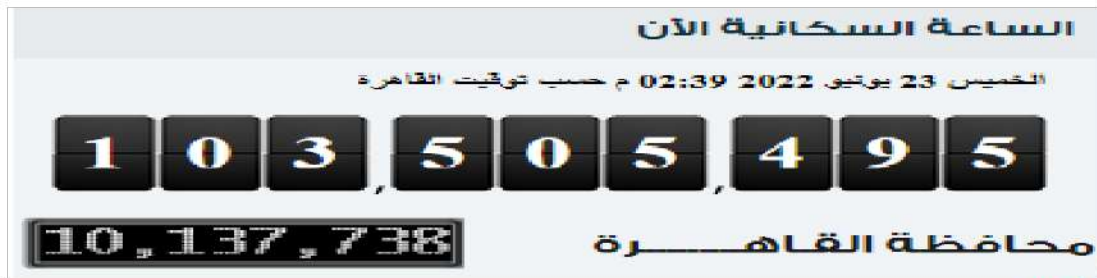 الساعة السكانية الآن
الخميس 23 يونيو 2022 02:39 م حسب توقيت القاهرة
103,505,495
محافظة القاهـــــرة 10,137,738